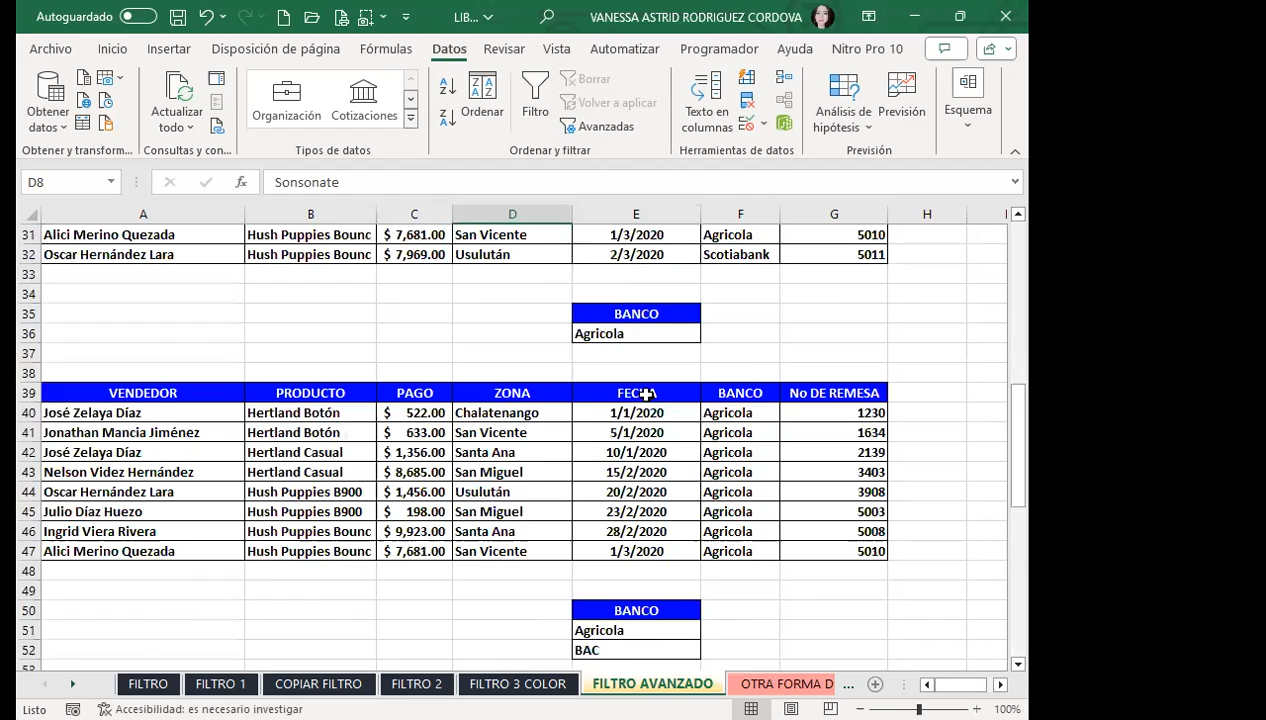 Autoguardado LIB... VANESSA ASTRID RODRIGUEZ CORDOVA
Archivo Inicio Insertar Disposición de página Fórmulas Datos Revisar Vista Automatizar Programador Ayuda Nitro Pro 10
Obtener datos Actualizar todo Organización Cotizaciones Ordenar Filtro Borrar Volver a aplicar Avanzadas Texto en columnas Análisis de hipótesis Previsión Esquema
Obtener y transform... Consultas y con... Tipos de datos Ordenar y filtrar Herramientas de datos Previsión
D8 fx Sonsonate
A B C D E F G H I
31 Alici Merino Quezada Hush Puppies Bounc $ 7,681.00 San Vicente 1/3/2020 Agricola 5010
32 Oscar Hernández Lara Hush Puppies Bounc $ 7,969.00 Usulután 2/3/2020 Scotiabank 5011
33
34
35 BANCO
36 Agricola
37
38
39 VENDEDOR PRODUCTO PAGO ZONA FECHA BANCO No DE REMESA
40 José Zelaya Díaz Hertland Botón $ 522.00 Chalatenango 1/1/2020 Agricola 1230
41 Jonathan Mancia Jiménez Hertland Botón $ 633.00 San Vicente 5/1/2020 Agricola 1634
42 José Zelaya Díaz Hertland Casual $ 1,356.00 Santa Ana 10/1/2020 Agricola 2139
43 Nelson Videz Hernández Hertland Casual $ 8,685.00 San Miguel 15/2/2020 Agricola 3403
44 Oscar Hernández Lara Hush Puppies B900 $ 1,456.00 Usulután 20/2/2020 Agricola 3908
45 Julio Díaz Huezo Hush Puppies B900 $ 198.00 San Miguel 23/2/2020 Agricola 5003
46 Ingrid Viera Rivera Hush Puppies Bounc $ 9,923.00 Santa Ana 28/2/2020 Agricola 5008
47 Alici Merino Quezada Hush Puppies Bounc $ 7,681.00 San Vicente 1/3/2020 Agricola 5010
48
49
50 BANCO
51 Agricola
52 BAC
FILTRO FILTRO 1 COPIAR FILTRO FILTRO 2 FILTRO 3 COLOR FILTRO AVANZADO OTRA FORMA D ...
Listo Accesibilidad: es necesario investigar 100%